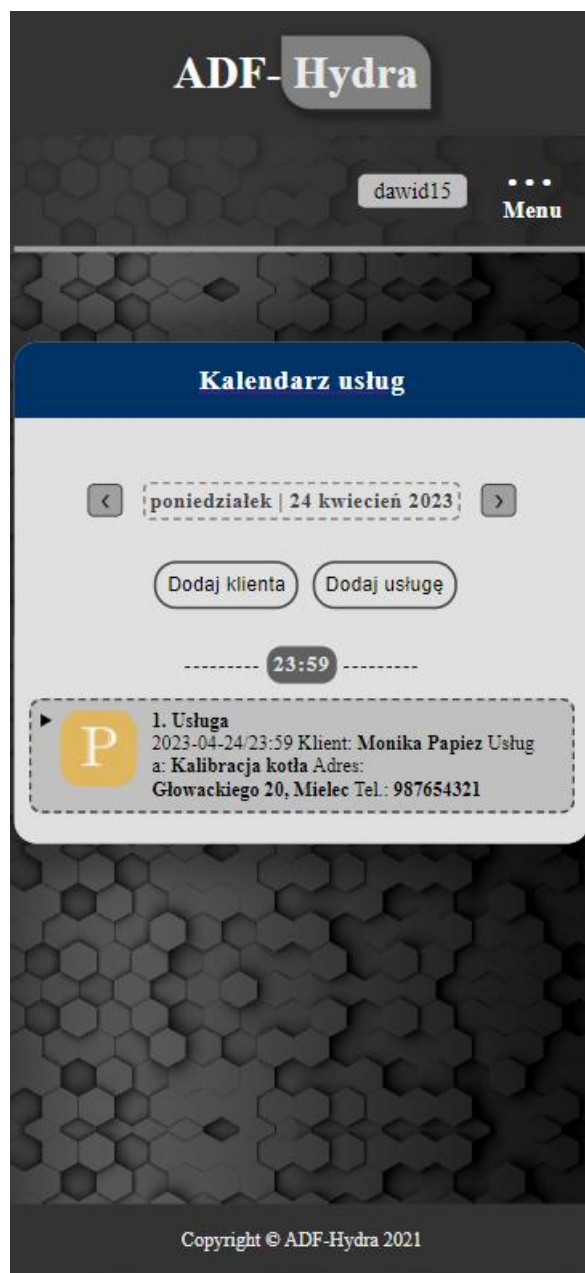 ADF- Hydra
dawid15
...
Menu
Kalendarz usług
‹ poniedziałek | 24 kwiecień 2023 ›
Dodaj klienta Dodaj usługę
--------- 23:59 ---------
P
1. Usługa
2023-04-24/23:59 Klient: Monika Papiez Usług
a: Kalibracja kotła Adres:
Głowackiego 20, Mielec Tel.: 987654321
Copyright © ADF-Hydra 2021